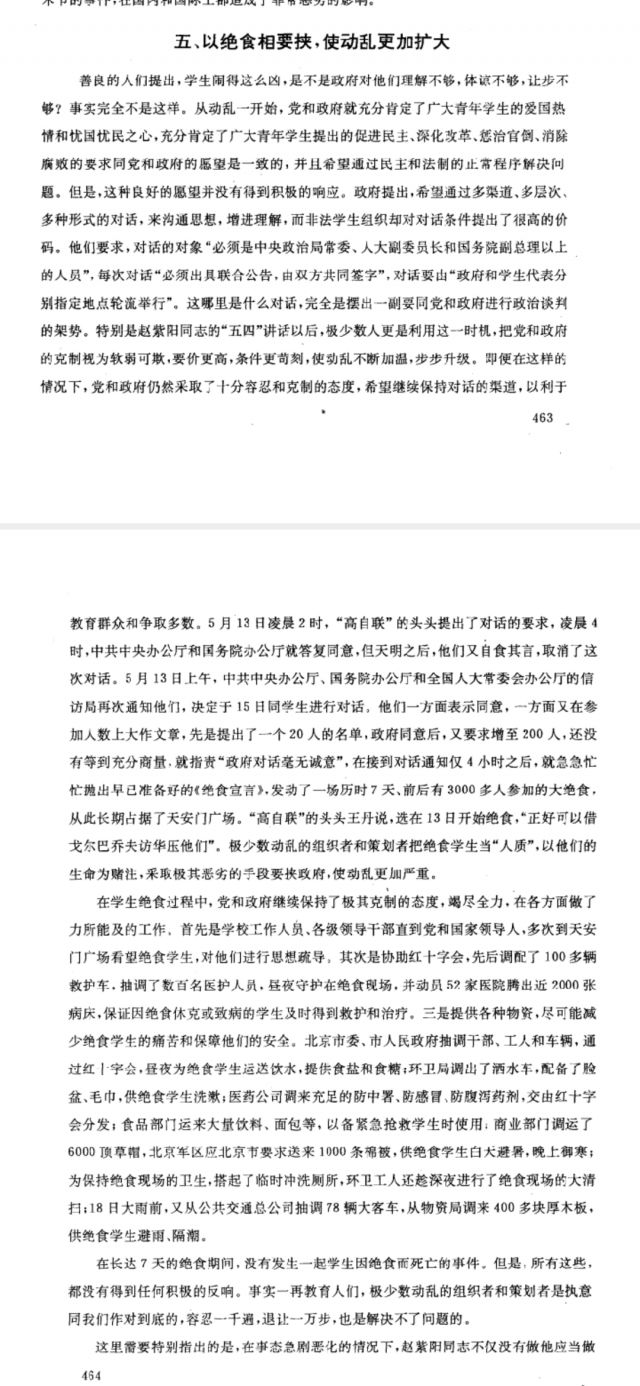 术节的事件,在国内和国际上都造成了非常恶劣的影响。
五、以绝食相要挟,使动乱更加扩大
善良的人们提出,学生闹得这么凶,是不是政府对他们理解不够,体谅不够,让步不
够?事实完全不是这样。从动乱一开始,党和政府就充分肯定了广大青年学生的爱国热
情和忧国忧民之心,充分肯定了广大青年学生提出的促进民主、深化改革、惩治官倒、消除
腐败的要求同党和政府的愿望是一致的,并且希望通过民主和法制的正常程序解决问
题。但是,这种良好的愿望并没有得到积极的响应。政府提出,希望通过多渠道、多层次、
多种形式的对话,来沟通思想,增进理解,而非法学生组织却对对话条件提出了很高的价
码。他们要求,对话的对象“必须是中央政治局常委、人大副委员长和国务院副总理以上
的人员”,每次对话“必须出具联合公告,由双方共同签字”,对话要由“政府和学生代表分
别指定地点轮流举行”。这哪里是什么对话,完全是摆出一副要同党和政府进行政治谈判
的架势。特别是赵紫阳同志的“五四”讲话以后,极少数人更是利用这一时机,把党和政府
的克制视为软弱可欺,要价更高,条件更苛刻,使动乱不断加温,步步升级。即便在这样的
情况下,党和政府仍然采取了十分容忍和克制的态度,希望继续保持对话的渠道,以利于
463
教育群众和争取多数。5月13日凌晨2时,“高自联”的头头提出了对话的要求,凌晨4
时,中共中央办公厅和国务院办公厅就答复同意,但天明之后,他们又自食其言,取消了这
次对话。5月13日上午,中共中央办公厅、国务院办公厅和全国人大常委会办公厅的信
访局再次通知他们,决定于15日同学生进行对话。他们一方面表示同意,一方面又在参
加人数上大作文章,先是提出了一个20人的名单,政府同意后,又要求增至200人,还没
有等到充分商量,就指责“政府对话毫无诚意”,在接到对话通知仅4小时之后,就急急忙
忙抛出早已准备好的《绝食宣言》,发动了一场历时7天、前后有3000多人参加的大绝食,
从此长期占据了天安门广场。“高自联”的头头王丹说,选在13日开始绝食,“正好可以借
戈尔巴乔夫访华压他们”。极少数动乱的组织者和策划者把绝食学生当“人质”,以他们的
生命为赌注,采取极其恶劣的手段要挟政府,使动乱更加严重。
在学生绝食过程中,党和政府继续保持了极其克制的态度,竭尽全力,在各方面做了
力所能及的工作。首先是学校工作人员、各级领导干部直到党和国家领导人,多次到天安
门广场看望绝食学生,对他们进行思想疏导。其次是协助红十字会,先后调配了100多辆
救护车,抽调了数百名医护人员,昼夜守护在绝食现场,并动员52家医院腾出近2000张
病床,保证因绝食休克或致病的学生及时得到救护和治疗。三是提供各种物资,尽可能减
少绝食学生的痛苦和保障他们的安全。北京市委、市人民政府抽调干部、工人和车辆,通
过红十字会,昼夜为绝食学生运送饮水,提供食盐和食糖;环卫局调出了洒水车,配备了脸
盆、毛巾,供绝食学生洗漱;医药公司调来充足的防中暑、防感冒、防腹泻药剂,交由红十字
会分发;食品部门运来大量饮料、面包等,以备紧急抢救学生时使用;商业部门调运了
6000顶草帽,北京军区应北京市要求送来1000条棉被,供绝食学生白天避暑,晚上御寒;
为保持绝食现场的卫生,搭起了临时冲洗厕所,环卫工人还趁深夜进行了绝食现场的大清
扫;18日大雨前,又从公共交通总公司抽调78辆大客车,从物资局调来400多块厚木板,
供绝食学生避雨、隔潮。
在长达7天的绝食期间,没有发生一起学生因绝食而死亡的事件。但是,所有这些,
都没有得到任何积极的反响。事实一再教育人们,极少数动乱的组织者和策划者是执意
同我们作对到底的,容忍一千遍,退让一万步,也是解决不了问题的。
这里需要特别指出的是,在事态急剧恶化的情况下,赵紫阳同志不仅没有做他应当做
464